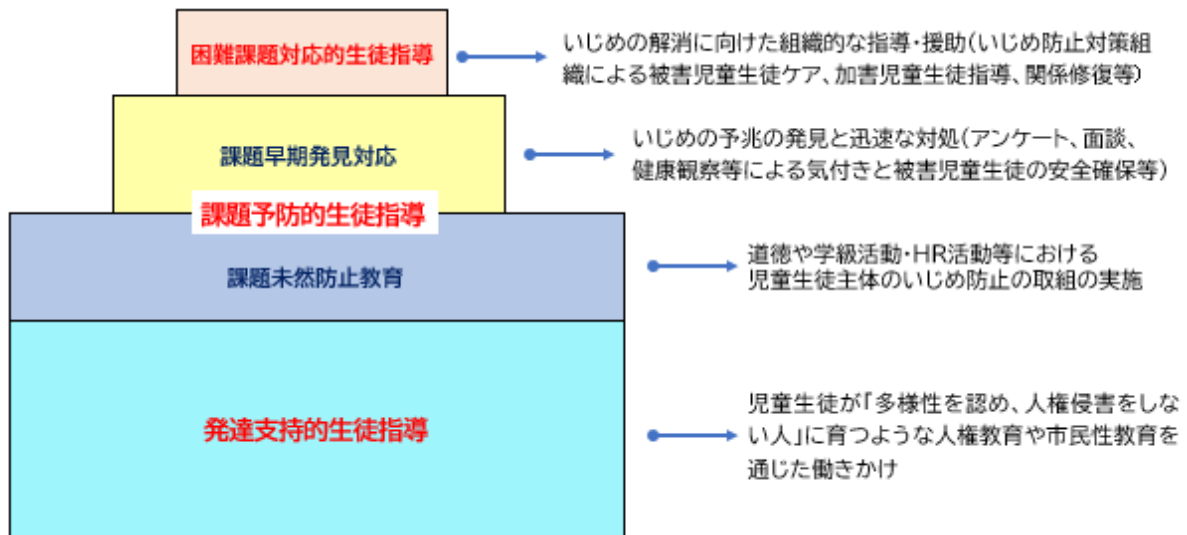 困難課題対応的生徒指導
いじめの解消に向けた組織的な指導・援助(いじめ防止対策組
織による被害児童生徒ケア、加害児童生徒指導、関係修復等)
課題早期発見対応
いじめの予兆の発見と迅速な対処(アンケート、面談、
健康観察等による気付きと被害児童生徒の安全確保等)
課題予防的生徒指導
課題未然防止教育
道徳や学級活動・HR活動等における
児童生徒主体のいじめ防止の取組の実施
発達支持的生徒指導
児童生徒が「多様性を認め、人権侵害をしな
い人」に育つような人権教育や市民性教育を
通じた働きかけ